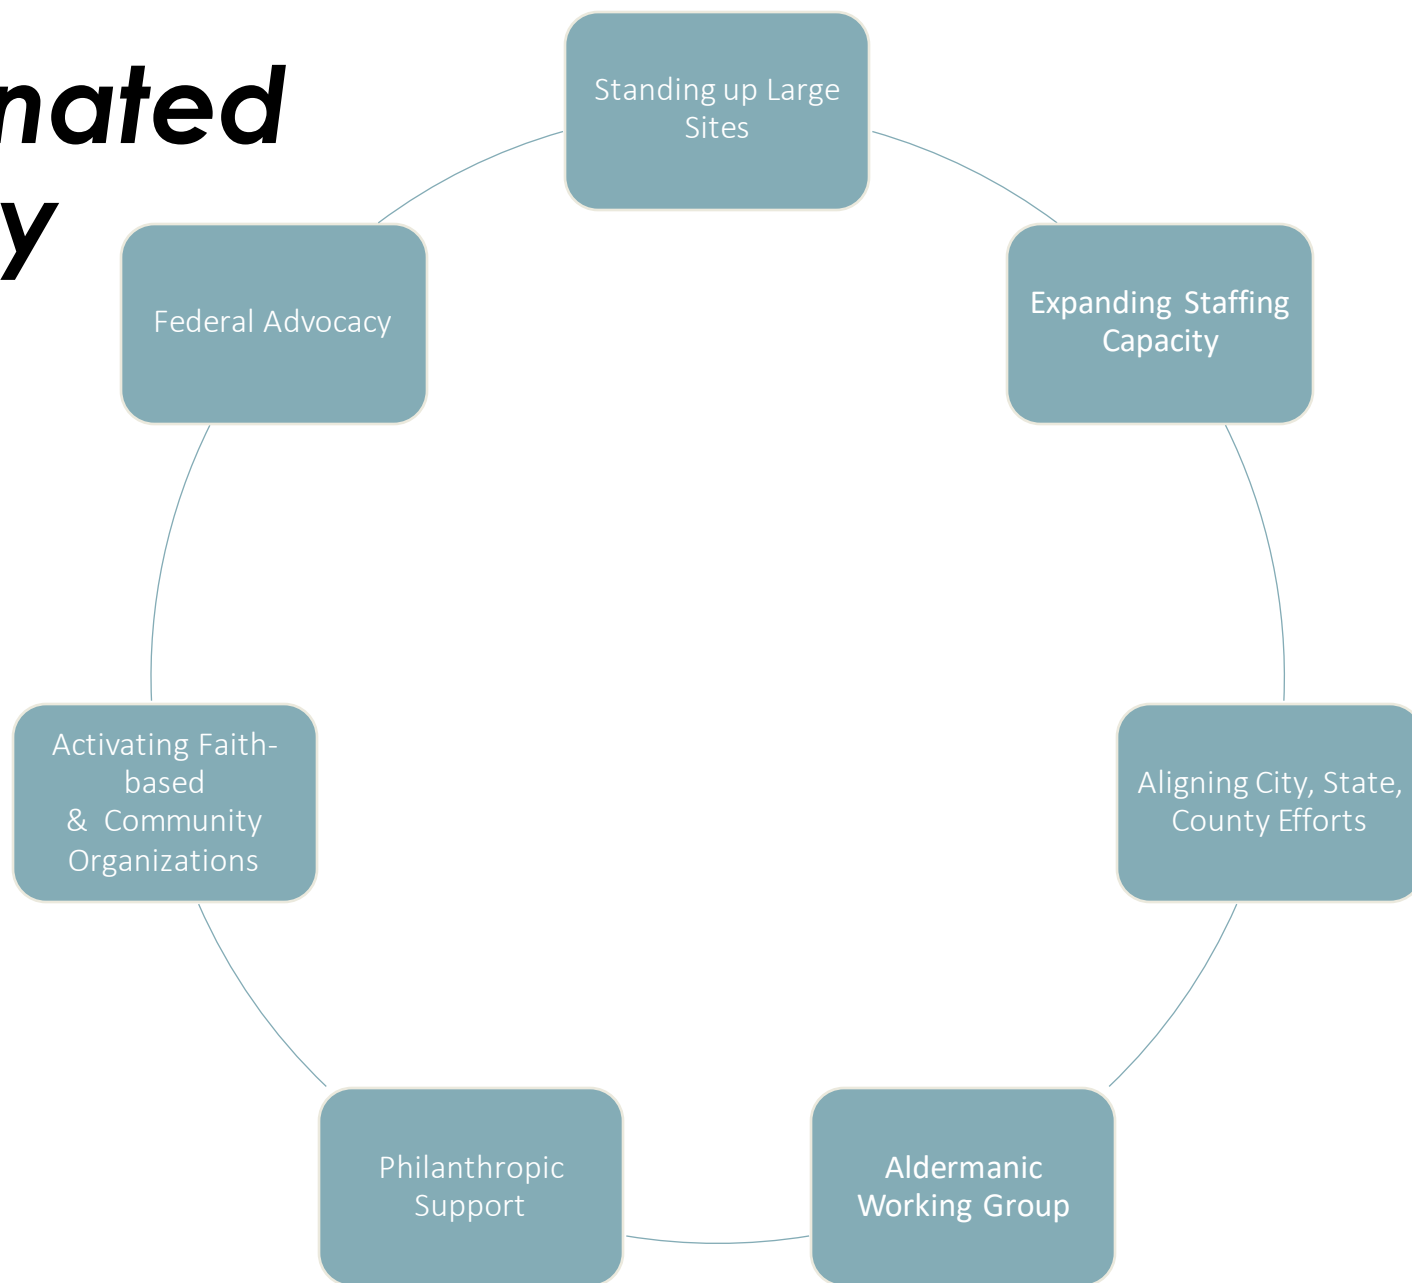 nated
y
Standing up Large
Sites
Expanding Staffing
Capacity
Aligning City, State,
County Efforts
Aldermanic
Working Group
Philanthropic
Support
Activating Faith-
based
& Community
Organizations
Federal Advocacy